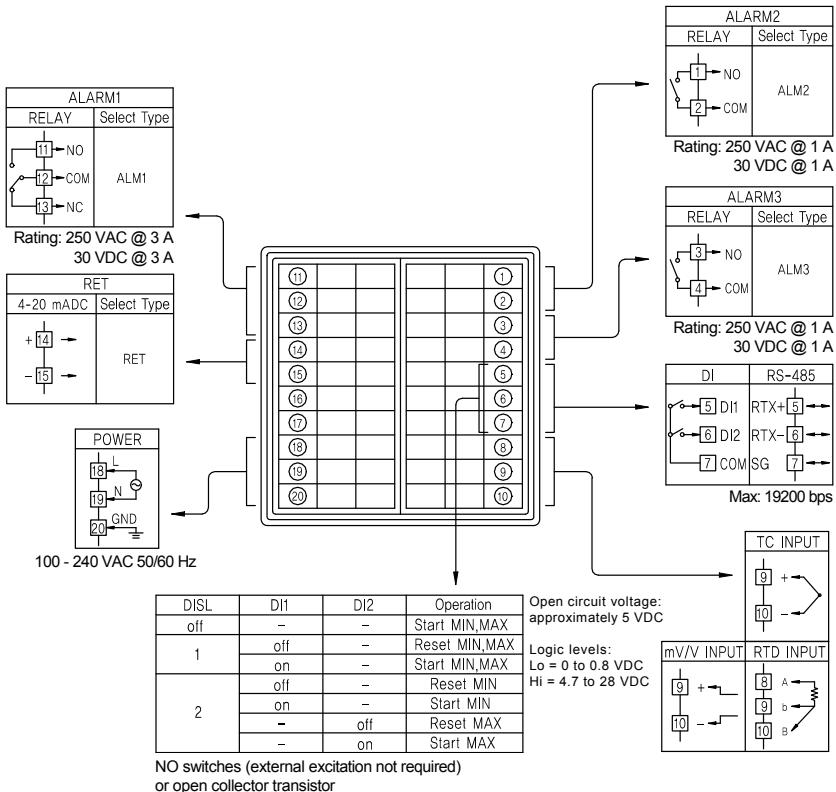 ALARM2
RELAY Select Type
1 NO
2 COM
ALM2
Rating: 250 VAC @ 1 A
30 VDC @ 1 A
ALARM1
RELAY Select Type
11 NO
12 COM
13 NC
ALM1
Rating: 250 VAC @ 3 A
30 VDC @ 3 A
ALARM3
RELAY Select Type
3 NO
4 COM
ALM3
Rating: 250 VAC @ 1 A
30 VDC @ 1 A
RET
4-20 mADC Select Type
+ 14
- 15
RET
11 1
12 2
13 3
14 4
15 5
16 6
17 7
18 8
19 9
20 10
DI RS-485
5 DI1 RTX+ 5
6 DI2 RTX- 6
7 COM SG 7
Max: 19200 bps
POWER
18 L
19 N
20 GND
100 - 240 VAC 50/60 Hz
TC INPUT
9 +
10 -
mV/V INPUT RTD INPUT
9 + 8 A
10 - 9 b
10 B
DISL DI1 DI2 Operation
off - - Start MIN,MAX
1 off - Reset MIN,MAX
on - Start MIN,MAX
2 off - Reset MIN
on - Start MIN
- off Reset MAX
- on Start MAX
Open circuit voltage:
approximately 5 VDC
Logic levels:
Lo = 0 to 0.8 VDC
Hi = 4.7 to 28 VDC
NO switches (external excitation not required)
or open collector transistor